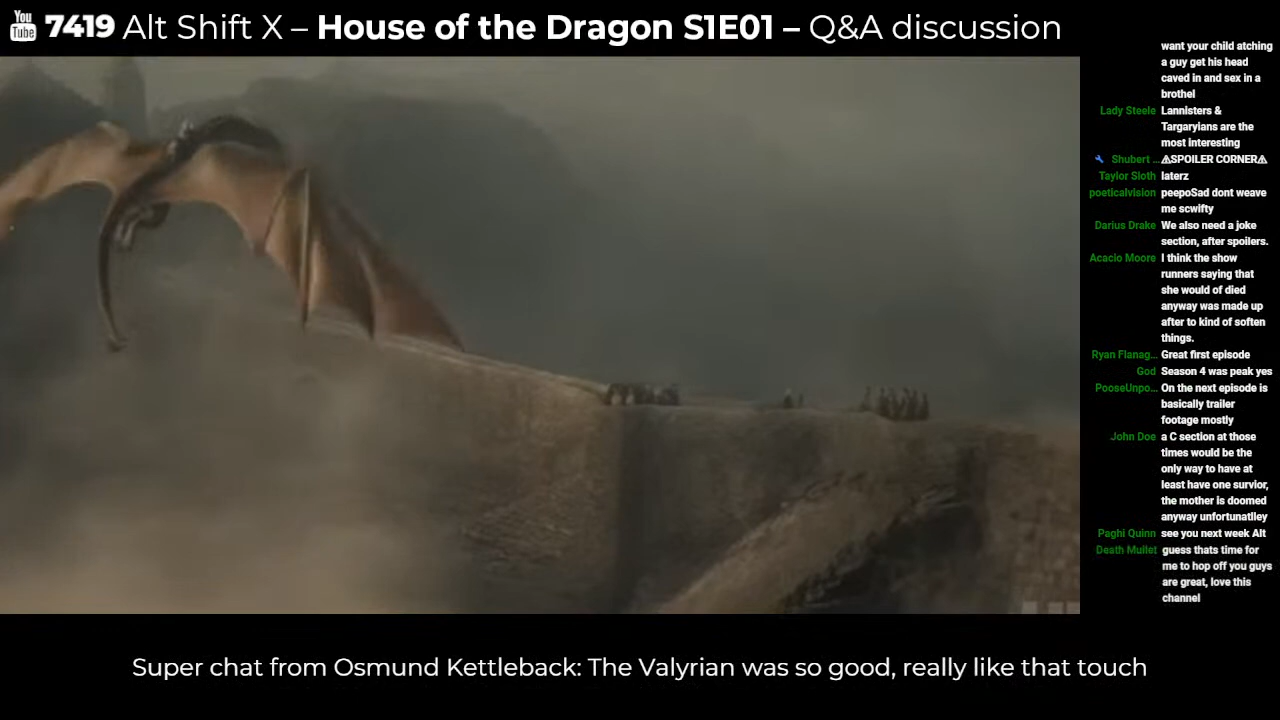 You
Tube
7419 Alt Shift X – House of the Dragon S1E01 – Q&A discussion
want your child atching
a guy get his head
caved in and sex in a
brothel
Lady Steele Lannisters &
Targaryians are the
most interesting
Shubert ... ⚠SPOILER CORNER⚠
Taylor Sloth laterz
poeticalvision peepoSad dont weave
me scwifty
Darius Drake We also need a joke
section, after spoilers.
Acacio Moore I think the show
runners saying that
she would of died
anyway was made up
after to kind of soften
things.
Ryan Flanag... Great first episode
God Season 4 was peak yes
PooseUnpo... On the next episode is
basically trailer
footage mostly
John Doe a C section at those
times would be the
only way to have at
least have one survior,
the mother is doomed
anyway unfortunatlley
Paghi Quinn see you next week Alt
Death Mullet guess thats time for
me to hop off you guys
are great, love this
channel
Super chat from Osmund Kettleback: The Valyrian was so good, really like that touch